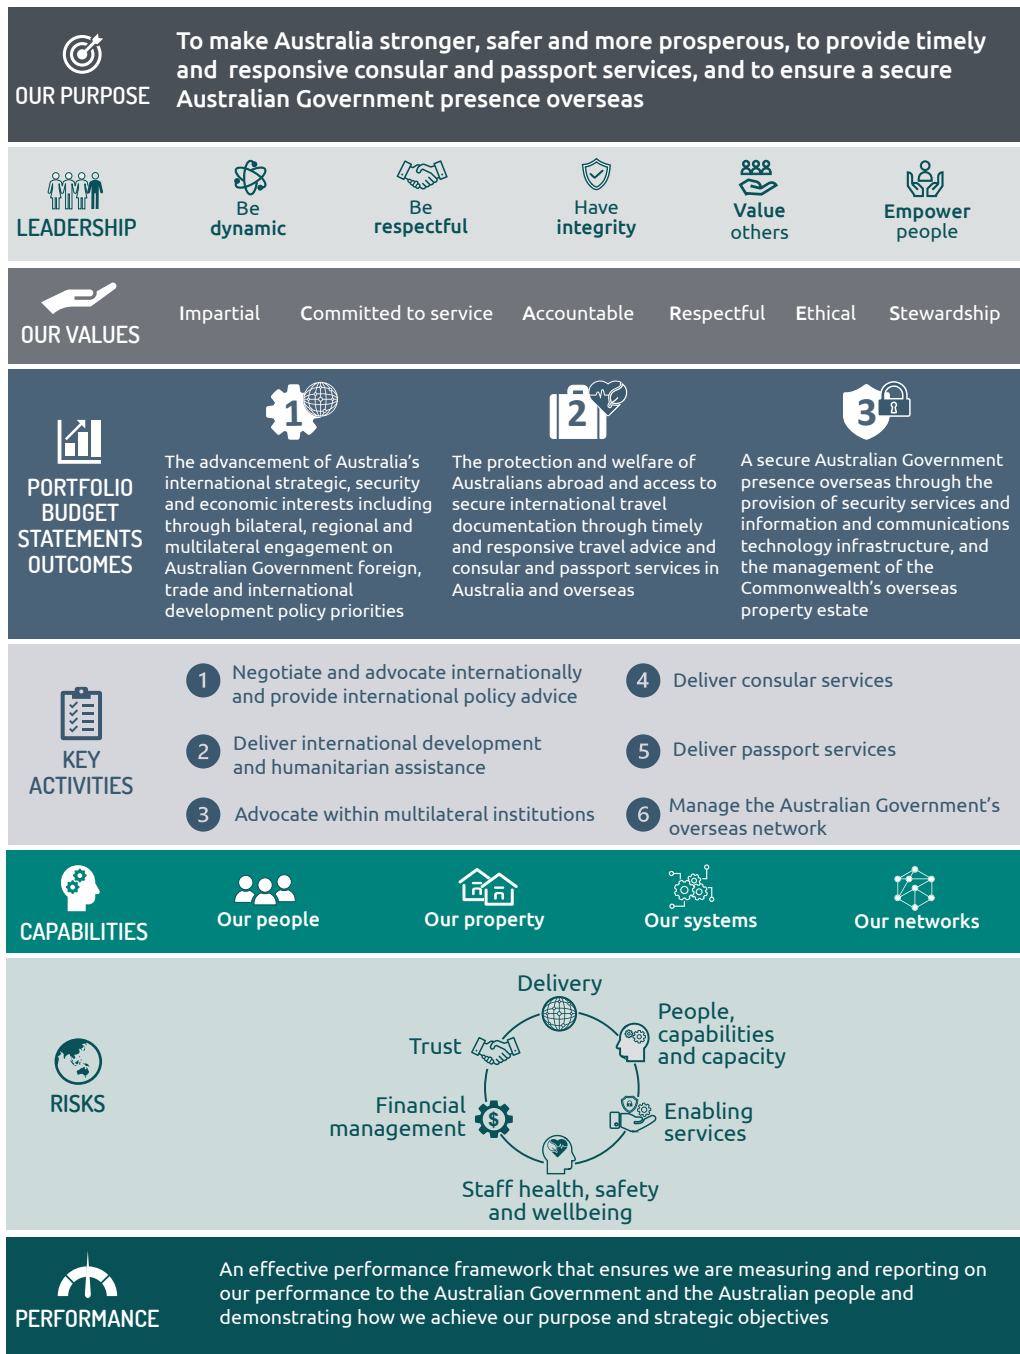 OUR PURPOSE
To make Australia stronger, safer and more prosperous, to provide timely
and responsive consular and passport services, and to ensure a secure
Australian Government presence overseas
LEADERSHIP
Be
dynamic
Be
respectful
Have
integrity
Value
others
Empower
people
OUR VALUES
Impartial
Committed to service
Accountable
Respectful
Ethical
Stewardship
PORTFOLIO
BUDGET
STATEMENTS
OUTCOMES
1
The advancement of Australia's
international strategic, security
and economic interests including
through bilateral, regional and
multilateral engagement on
Australian Government foreign,
trade and international
development policy priorities
2
The protection and welfare of
Australians abroad and access to
secure international travel
documentation through timely
and responsive travel advice and
consular and passport services in
Australia and overseas
3
A secure Australian Government
presence overseas through the
provision of security services and
information and communications
technology infrastructure, and
the management of the
Commonwealth's overseas
property estate
KEY
ACTIVITIES
1
Negotiate and advocate internationally
and provide international policy advice
2
Deliver international development
and humanitarian assistance
3
Advocate within multilateral institutions
4
Deliver consular services
5
Deliver passport services
6
Manage the Australian Government's
overseas network
CAPABILITIES
Our people
Our property
Our systems
Our networks
RISKS
Delivery
People,
capabilities
and capacity
Enabling
services
Staff health, safety
and wellbeing
Financial
management
$
Trust
PERFORMANCE
An effective performance framework that ensures we are measuring and reporting on
our performance to the Australian Government and the Australian people and
demonstrating how we achieve our purpose and strategic objectives